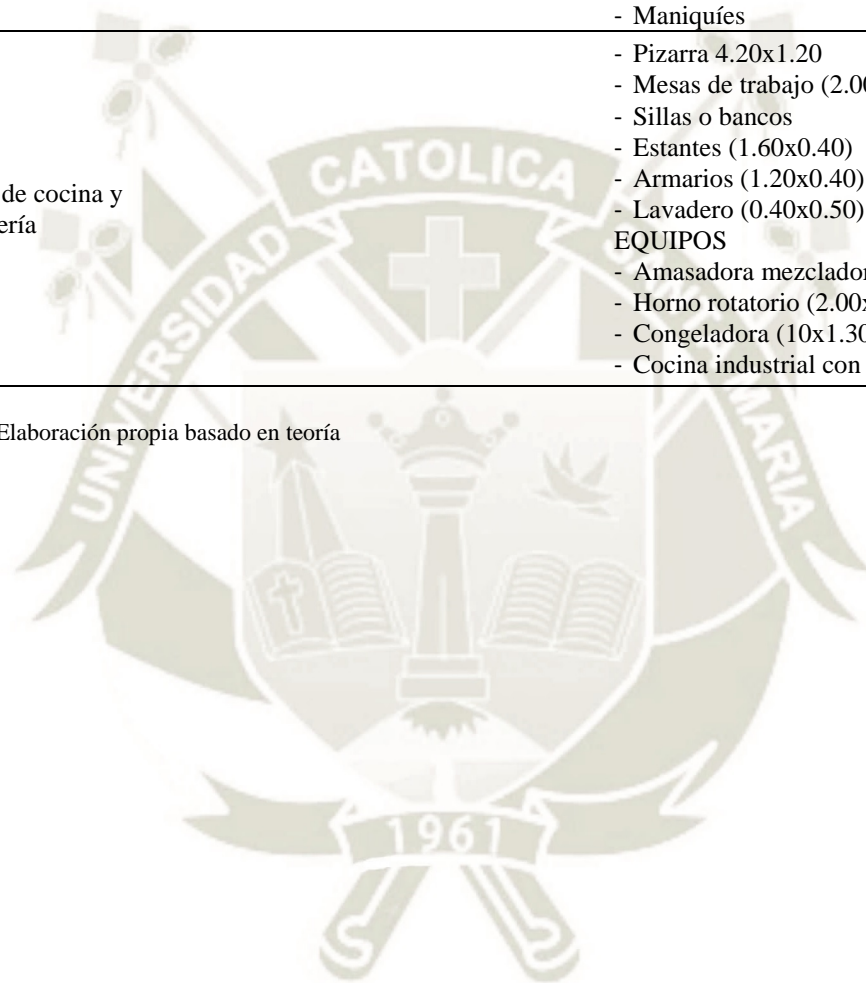 - Maniquíes
- Pizarra 4.20x1.20
- Mesas de trabajo (2.00
- Sillas o bancos
- Estantes (1.60x0.40)
de cocina y
- Armarios (1.20x0.40)
ería
- Lavadero (0.40x0.50)
EQUIPOS
- Amasadora mezclador
- Horno rotatorio (2.00x
- Congeladora (10x1.30
- Cocina industrial con
Elaboración propia basado en teoría
UNIVERSIDAD CATOLICA
MARIA
1961